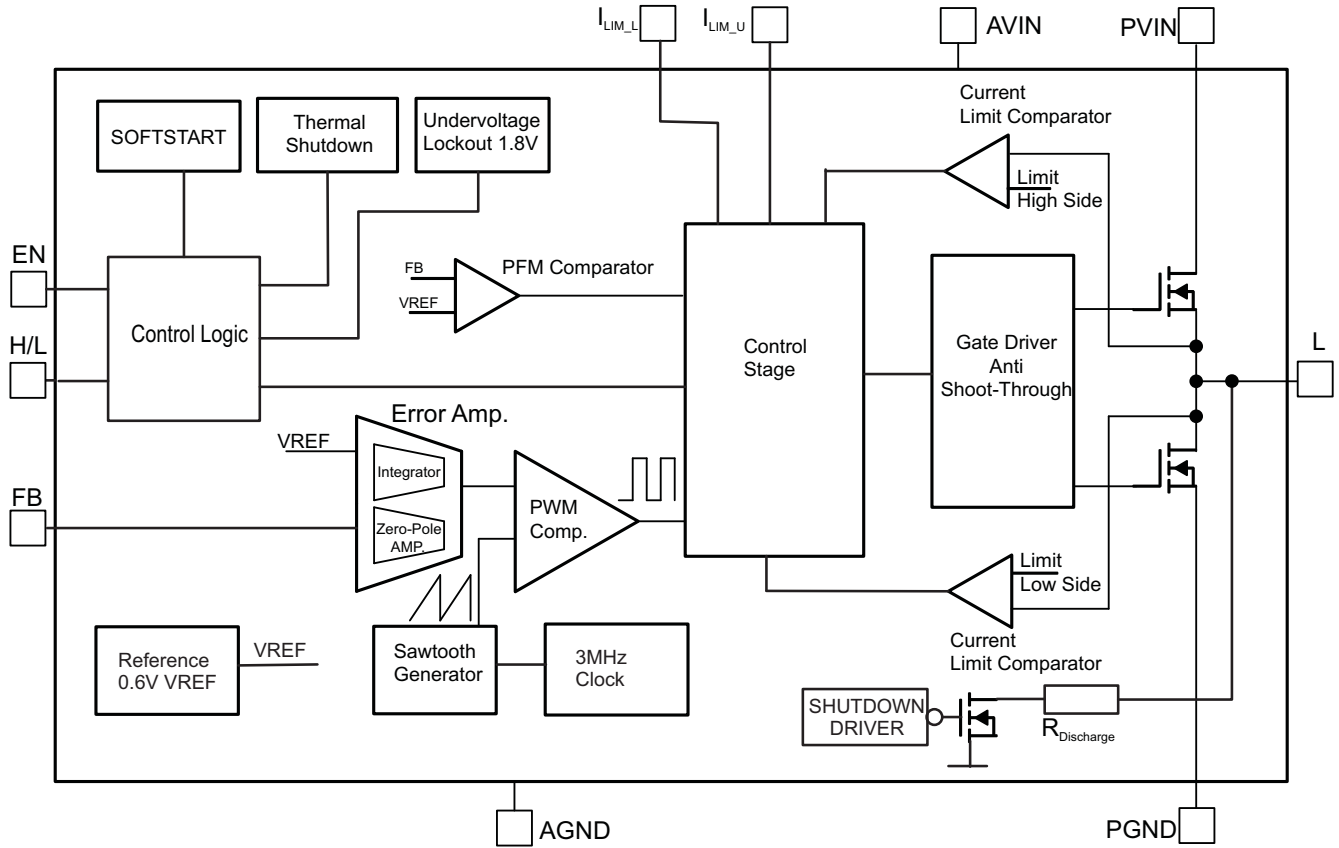 I LIM_L
I LIM_U
AVIN
PVIN
SOFTSTART
Thermal
Shutdown
Undervoltage
Lockout 1.8V
Current
Limit Comparator
Limit
High Side
EN
H/L
FB
Control Logic
FB
VREF
PFM Comparator
Control
Stage
Gate Driver
Anti
Shoot-Through
L
Error Amp.
VREF
Integrator
Zero-Pole
AMP.
PWM
Comp.
Limit
Low Side
Current
Limit Comparator
Reference
0.6V VREF
VREF
Sawtooth
Generator
3MHz
Clock
SHUTDOWN
DRIVER
R Discharge
AGND
PGND